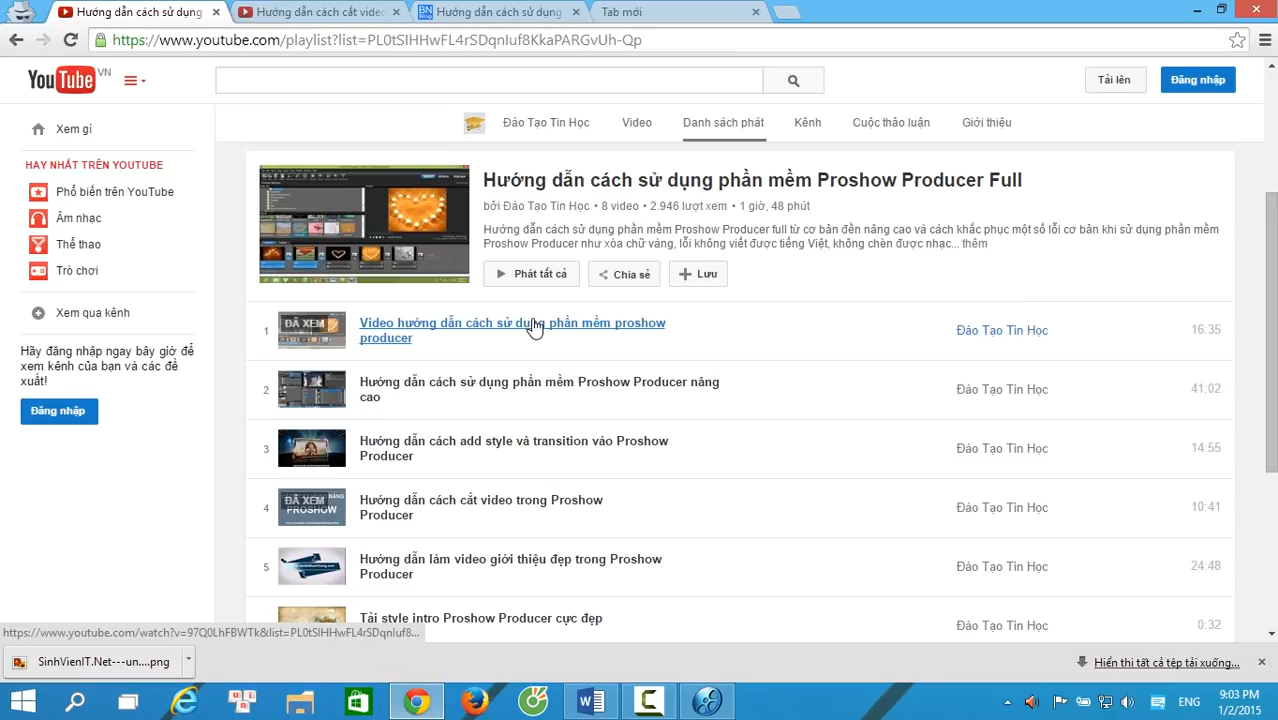 Hướng dẫn cách sử dụng
Hướng dẫn cách cắt video
BN Blog
Hướng dẫn cách sử dụng
Tab mới
https://www.youtube.com/playlist?list=PL0tSIHHwFL4rSDqnIuf8KkaPARGvUh-Qp
YouTube VN
Tải lên
Đăng nhập
Xem gì
HAY NHẤT TRÊN YOUTUBE
Phổ biến trên YouTube
Âm nhạc
Thể thao
Trò chơi
Xem qua kênh
Hãy đăng nhập ngay bây giờ để
xem kênh của bạn và các đề
xuất!
Đăng nhập
Đào Tạo Tin Học
Video
Danh sách phát
Kênh
Cuộc thảo luận
Giới thiệu
Hướng dẫn cách sử dụng phần mềm Proshow Producer Full
bởi Đào Tạo Tin Học • 8 video • 2.946 lượt xem • 1 giờ, 48 phút
Hướng dẫn cách sử dụng phần mềm Proshow Producer full từ cơ bản đến nâng cao và cách khắc phục một số lỗi cơ bản khi sử dụng phần mềm
Proshow Producer như xóa chữ vàng, lỗi không viết được tiếng Việt, không chèn được nhạc... thêm
Phát tất cả
Chia sẻ
Lưu
1
ĐÃ XEM
Video hướng dẫn cách sử dụng phần mềm proshow
producer
Đào Tạo Tin Học
16:35
2
Hướng dẫn cách sử dụng phần mềm Proshow Producer nâng
cao
Đào Tạo Tin Học
41:02
3
Hướng dẫn cách add style và transition vào Proshow
Producer
Đào Tạo Tin Học
14:55
4
ĐÃ XEM
BẰNG
PROSHOW
Hướng dẫn cách cắt video trong Proshow
Producer
Đào Tạo Tin Học
10:41
5
Hướng dẫn làm video giới thiệu đẹp trong Proshow
Producer
Đào Tạo Tin Học
24:48
Tải style intro Proshow Producer cực đẹp
Đào Tạo Tin Học
0:32
https://www.youtube.com/watch?v=97Q0LhFBWTk&list=PL0tSIHHwFL4rSDqnIuf8...
SinhVienIT.Net---un....png
Hiển thị tất cả tệp tải xuống...
ENG
9:03 PM
1/2/2015